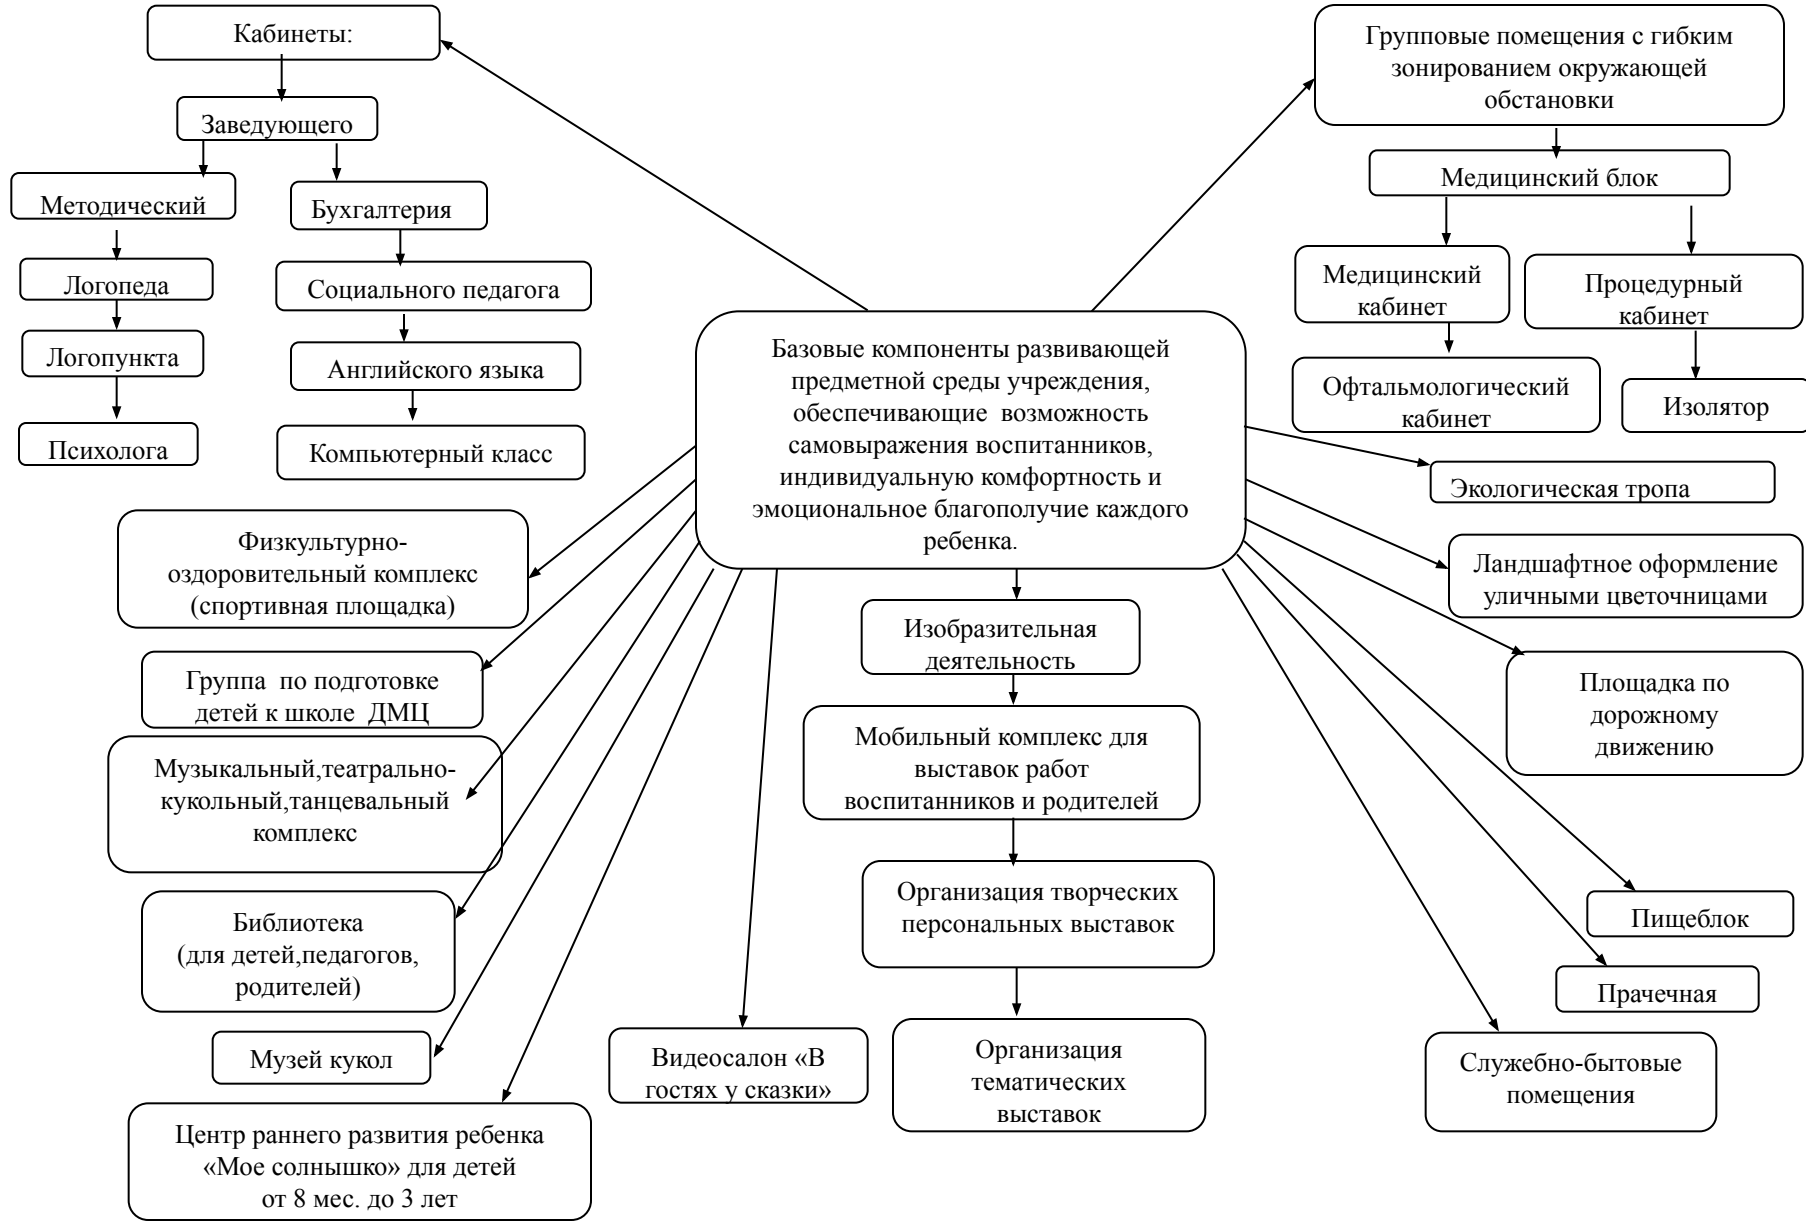 Кабинеты:
Заведующего
Методический
Логопеда
Логопункта
Психолога
Бухгалтерия
Социального педагога
Английского языка
Компьютерный класс
Групповые помещения с гибким
зонированием окружающей
обстановки
Медицинский блок
Медицинский
кабинет
Офтальмологический
кабинет
Процедурный
кабинет
Изолятор
Базовые компоненты развивающей
предметной среды учреждения,
обеспечивающие возможность
самовыражения воспитанников,
индивидуальную комфортность и
эмоциональное благополучие каждого
ребенка.
Физкультурно-
оздоровительный комплекс
(спортивная площадка)
Группа по подготовке
детей к школе ДМЦ
Музыкальный,театрально-
кукольный,танцевальный
комплекс
Библиотека
(для детей,педагогов,
родителей)
Музей кукол
Центр раннего развития ребенка
«Мое солнышко» для детей
от 8 мес. до 3 лет
Видеосалон «В
гостях у сказки»
Изобразительная
деятельность
Мобильный комплекс для
выставок работ
воспитанников и родителей
Организация творческих
персональных выставок
Организация
тематических
выставок
Экологическая тропа
Ландшафтное оформление
уличными цветочницами
Площадка по
дорожному
движению
Пищеблок
Прачечная
Служебно-бытовые
помещения